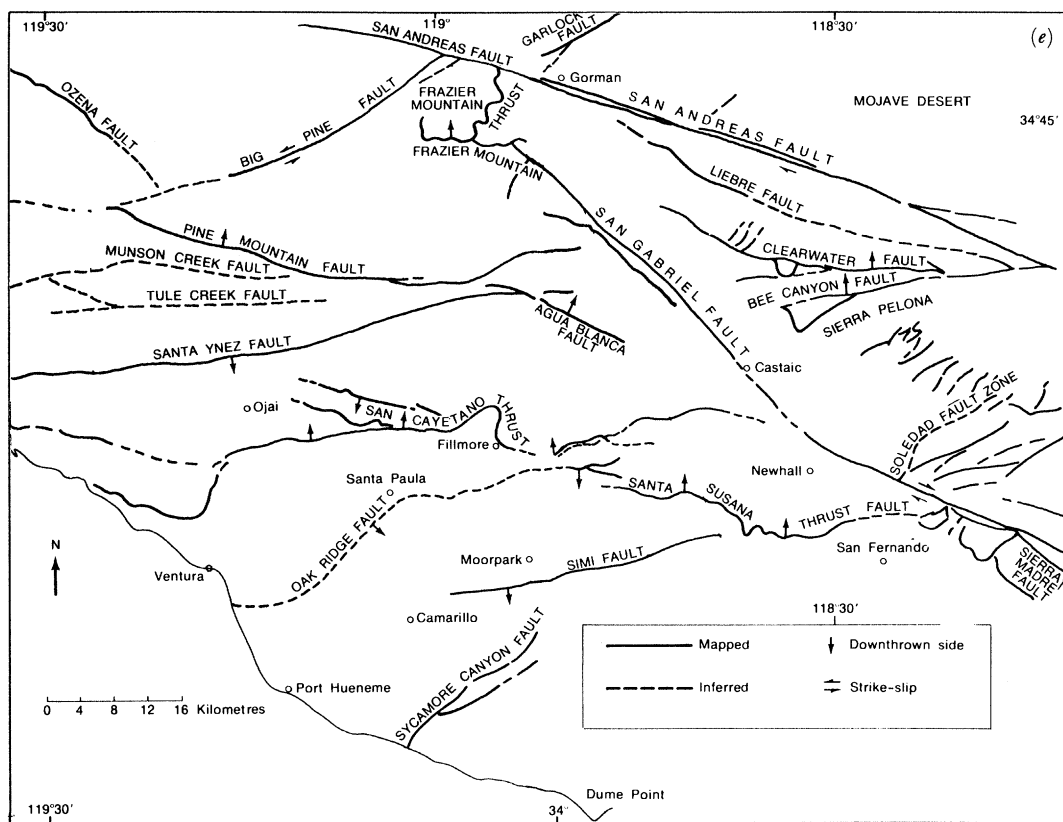 119°30'
119°
118°30'
(e)
SAN ANDREAS FAULT
GARLOCK
FAULT
Gorman
OZENA FAULT
FRAZIER
MOUNTAIN
THRUST
SAN ANDREAS FAULT
MOJAVE DESERT
34°45'
BIG PINE FAULT
FRAZIER MOUNTAIN
LIEBRE FAULT
PINE MOUNTAIN FAULT
SAN GABRIEL FAULT
CLEARWATER FAULT
MUNSON CREEK FAULT
BEE CANYON FAULT
TULE CREEK FAULT
AGUA BLANCA
FAULT
SIERRA PELONA
SANTA YNEZ FAULT
Castaic
Ojai
SAN CAYETANO THRUST
SOLEDAD FAULT ZONE
Fillmore
Newhall
Santa Paula
SANTA SUSANA THRUST FAULT
OAK RIDGE FAULT
San Fernando
N
Moorpark
SIMI FAULT
SIERRA
MADRE
FAULT
Ventura
118°30'
Camarillo
Mapped
Downthrown side
SYCAMORE CANYON FAULT
Inferred
Strike-slip
Port Hueneme
0 4 8 12 16 Kilometres
Dume Point
119°30'
34°